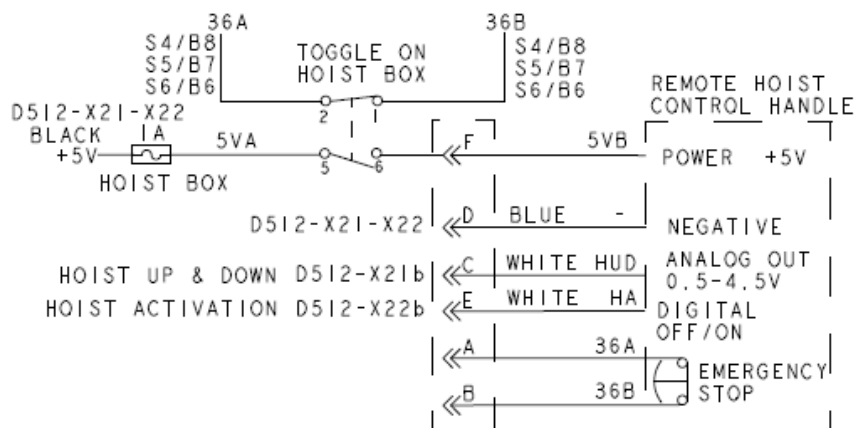 36A
36B
S4/B8
S5/B7
S6/B6
TOGGLE ON
HOIST BOX
S4/B8
S5/B7
S6/B6
REMOTE HOIST
CONTROL HANDLE
2
1
D512-X21-X22
BLACK
1A
+5V
5VA
5
6
F
5VB
POWER +5V
HOIST BOX
D512-X21-X22
D
BLUE -
NEGATIVE
HOIST UP & DOWN D512-X21b
C
WHITE HUD
ANALOG OUT
0.5-4.5V
HOIST ACTIVATION D512-X22b
E
WHITE HA
DIGITAL
OFF/ON
A
36A
EMERGENCY
STOP
B
36B